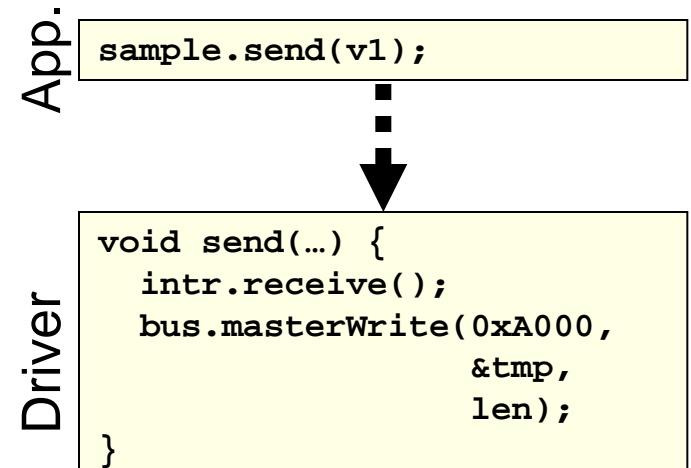 App.
sample.send(v1);
Driver
void send(…) {
intr.receive();
bus.masterWrite(0xA000,
&tmp,
len);
}